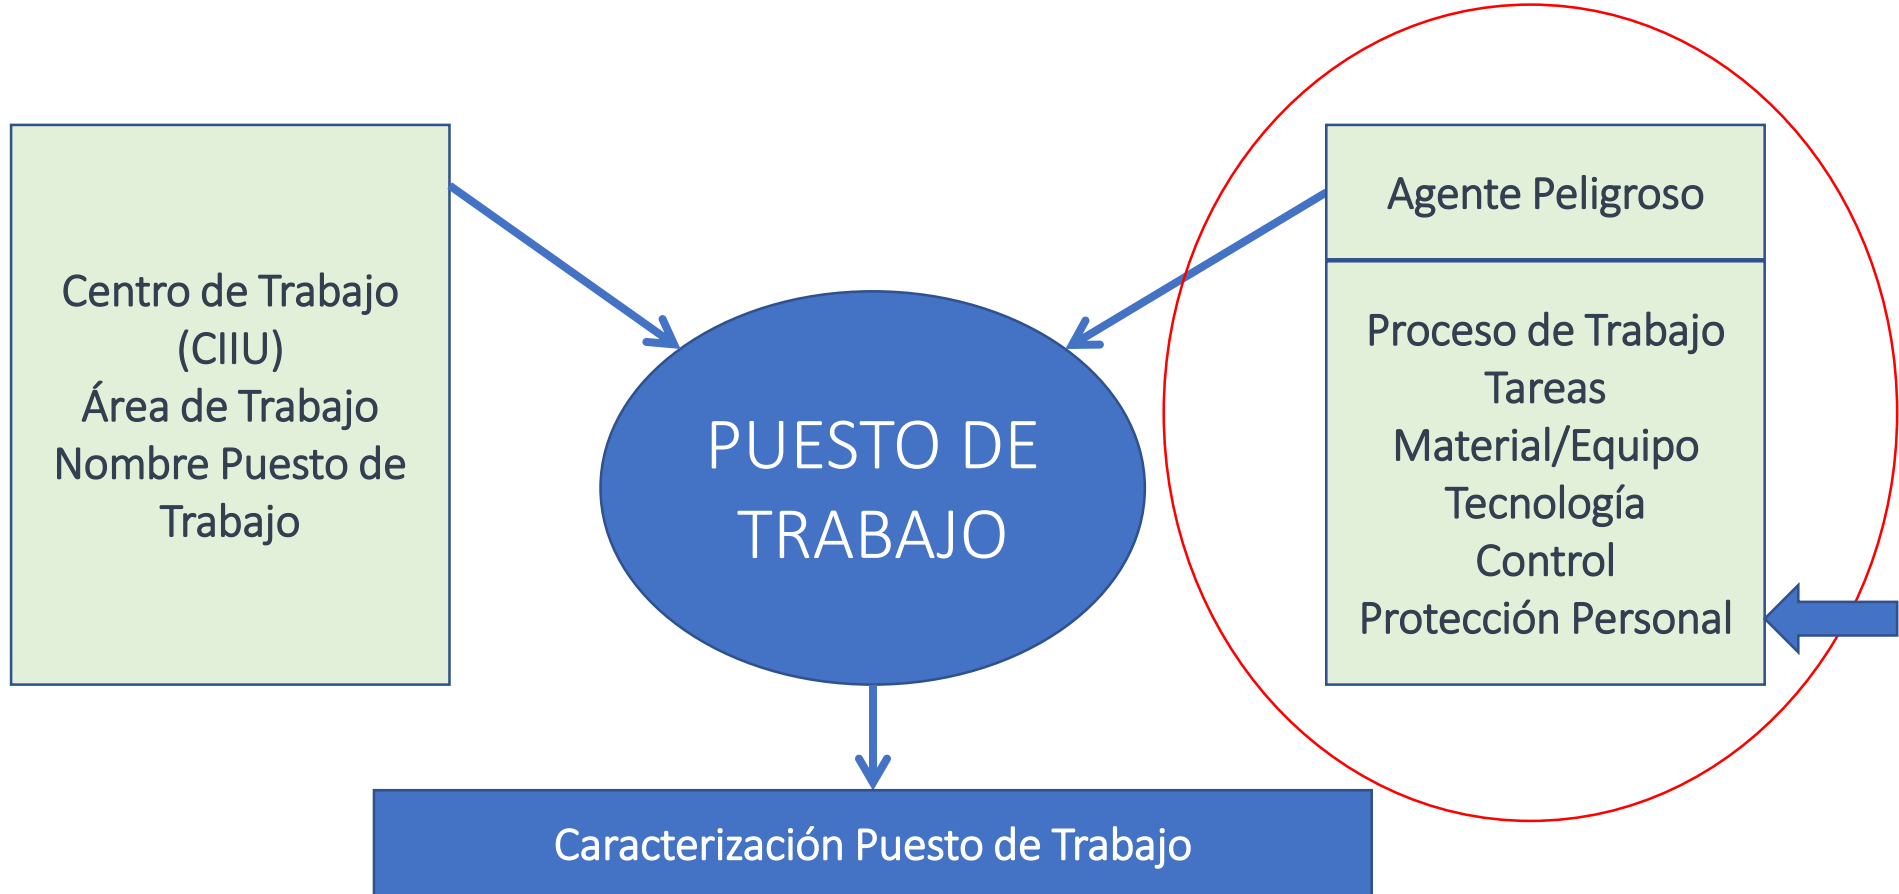 Centro de Trabajo
(CIIU)
Área de Trabajo
Nombre Puesto de
Trabajo
PUESTO DE
TRABAJO
Agente Peligroso
Proceso de Trabajo
Tareas
Material/Equipo
Tecnología
Control
Protección Personal
Caracterización Puesto de Trabajo